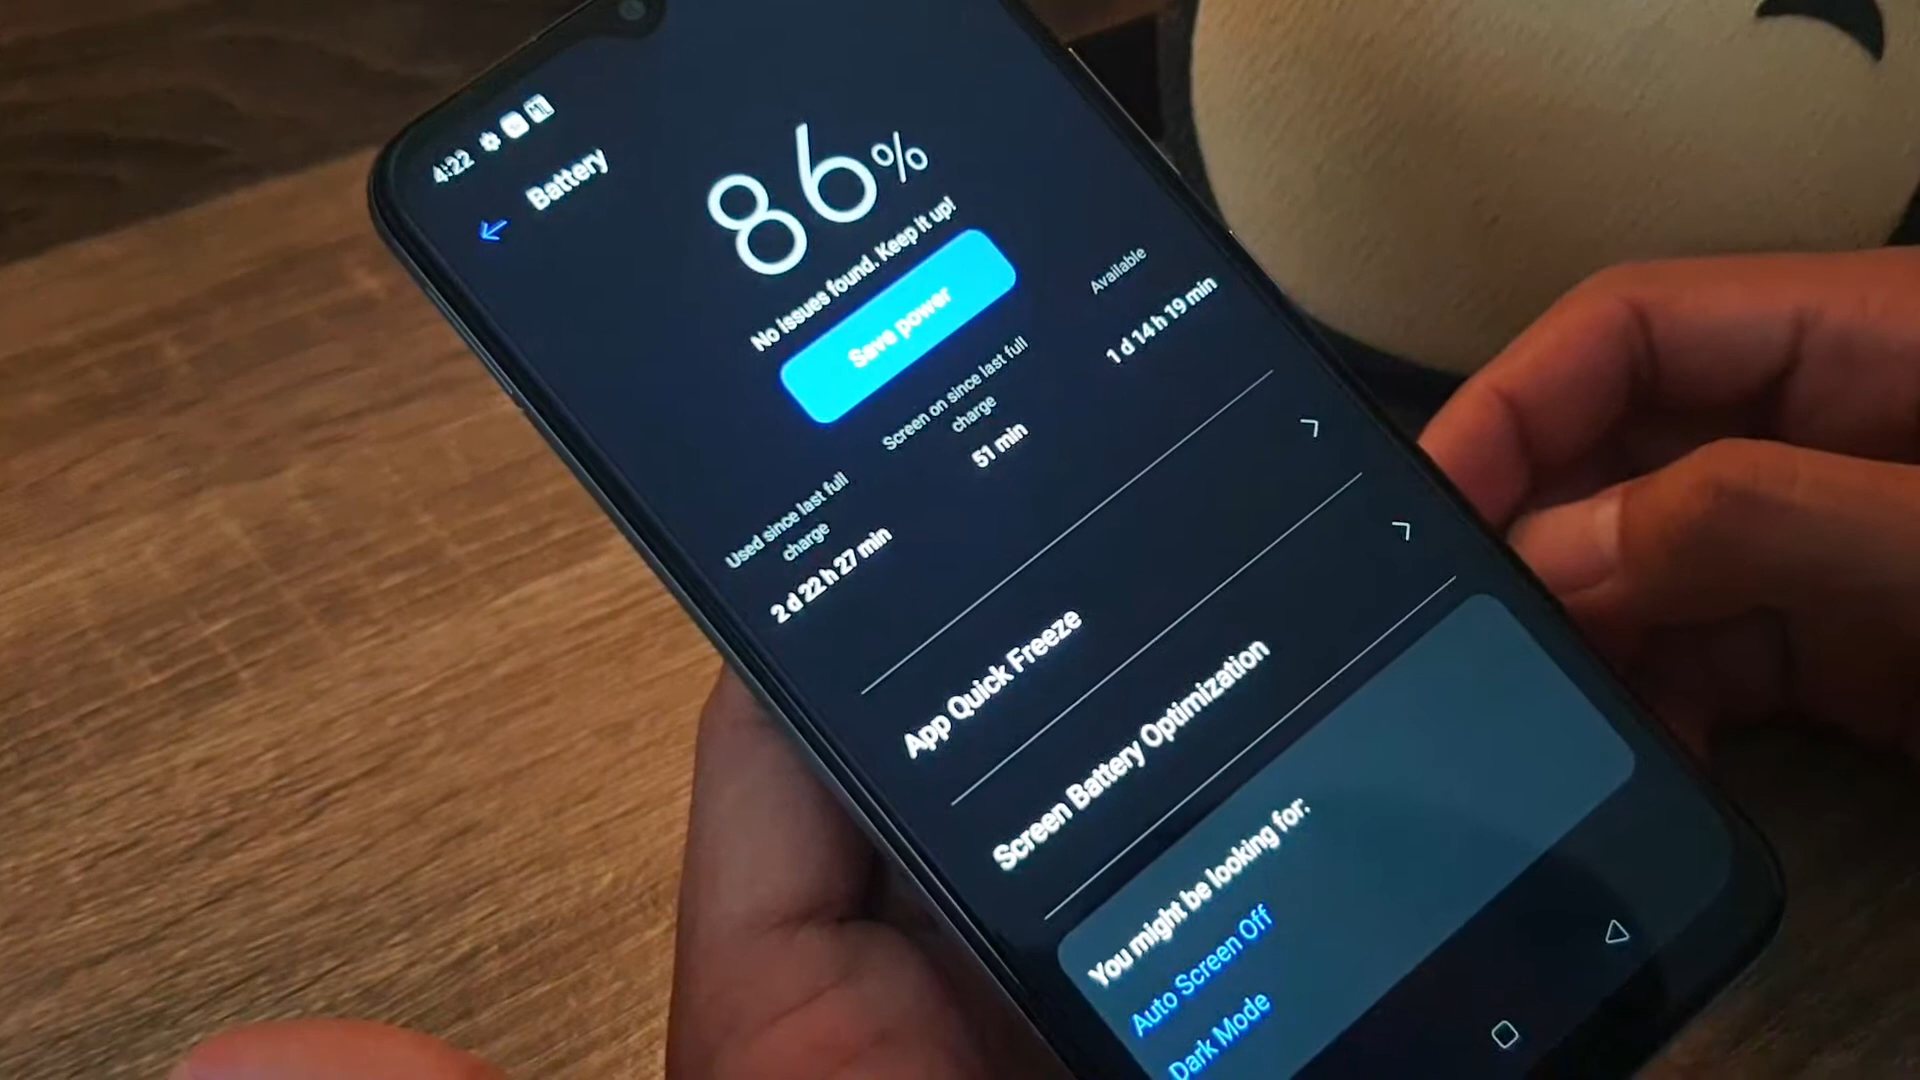 4:22
Battery
86%
No issues found. Keep it up!
Save power
Used since last full
charge
2 d 22 h 27 min
Screen on since last full
charge
51 min
Available
1 d 14 h 19 min
App Quick Freeze
Screen Battery Optimization
You might be looking for:
Auto Screen Off
Dark Mode